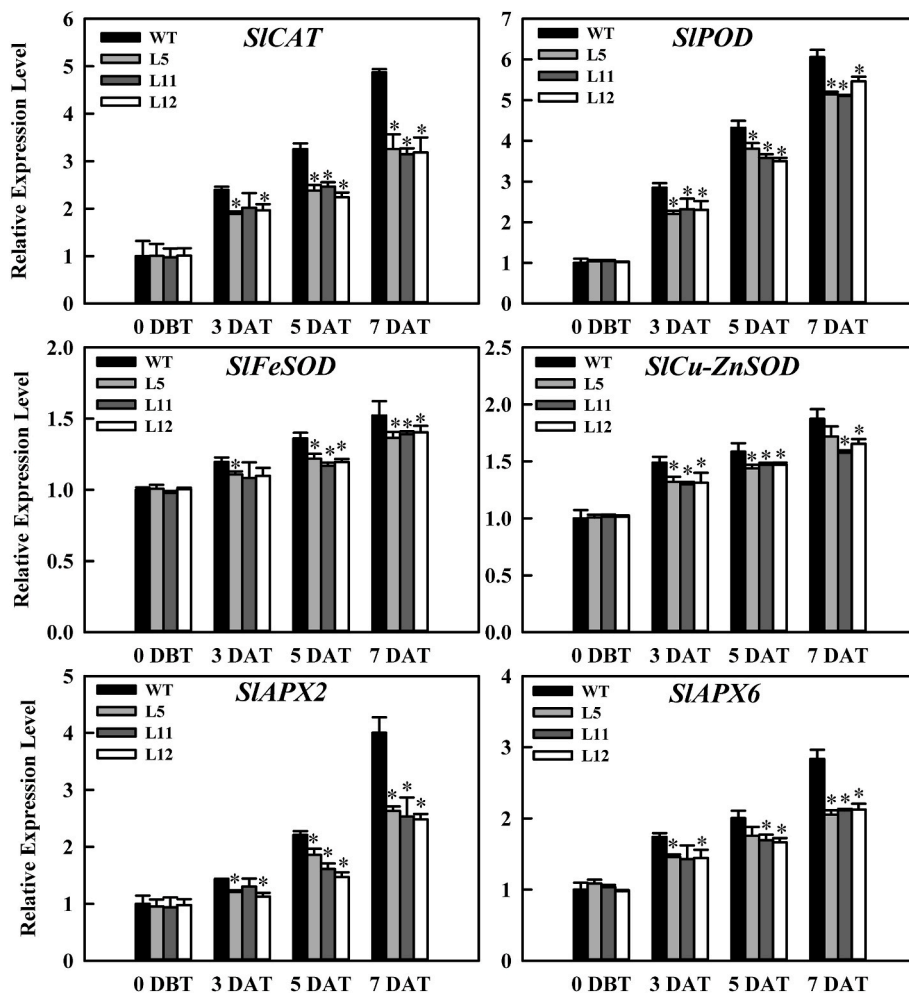 SlCAT
WT
L5
L11
L12
Relative Expression Level
6
5
4
3
2
1
0
* * * * * * * *
0 DBT 3 DAT 5 DAT 7 DAT
SlPOD
WT
L5
L11
L12
7
6
5
4
3
2
1
0
* * * * * * * * *
0 DBT 3 DAT 5 DAT 7 DAT
SlFeSOD
WT
L5
L11
L12
Relative Expression Level
2.0
1.5
1.0
0.5
0.0
* * * * * * *
0 DBT 3 DAT 5 DAT 7 DAT
SlCu-ZnSOD
WT
L5
L11
L12
2.5
2.0
1.5
1.0
0.5
0.0
* * * * * * * *
0 DBT 3 DAT 5 DAT 7 DAT
SlAPX2
WT
L5
L11
L12
Relative Expression Level
5
4
3
2
1
0
* * * * * * * *
0 DBT 3 DAT 5 DAT 7 DAT
SlAPX6
WT
L5
L11
L12
4
3
2
1
0
* * * * * * *
0 DBT 3 DAT 5 DAT 7 DAT